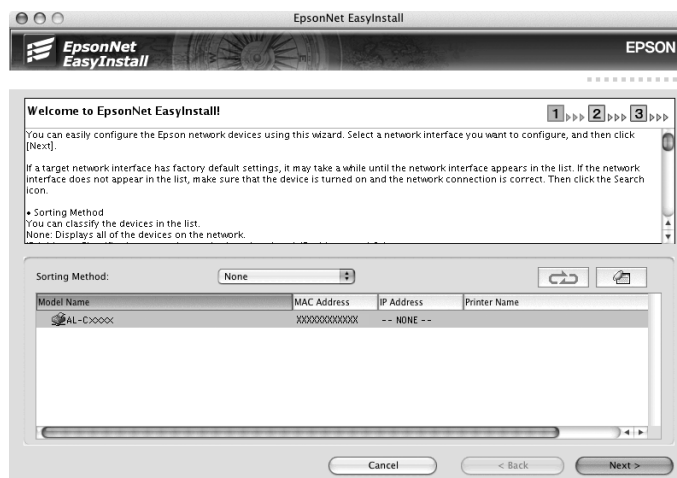 EpsonNet EasyInstall
EpsonNet
EasyInstall
EPSON
Welcome to EpsonNet EasyInstall!
1 2 3
You can easily configure the Epson network devices using this wizard. Select a network interface you want to configure, and then click
[Next].
If a target network interface has factory default settings, it may take a while until the network interface appears in the list. If the network
interface does not appear in the list, make sure that the device is turned on and the network connection is correct. Then click the Search
icon.
• Sorting Method
You can classify the devices in the list.
None: Displays all of the devices on the network.
Sorting Method: None
Model Name MAC Address IP Address Printer Name
AL-CXXXX XXXXXXXXXXXX -- NONE --
Cancel < Back Next >